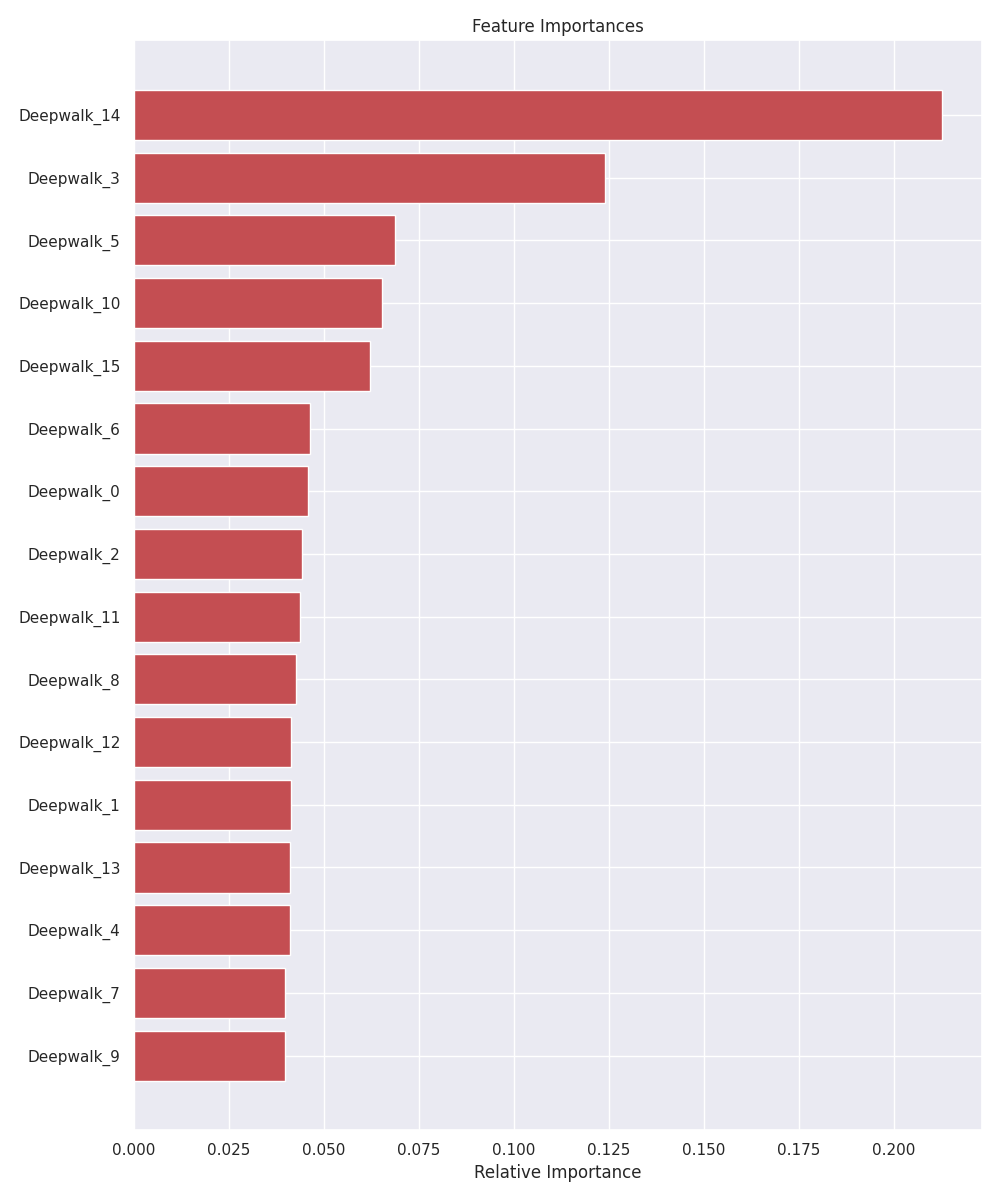 Feature Importances
Deepwalk_14
Deepwalk_3
Deepwalk_5
Deepwalk_10
Deepwalk_15
Deepwalk_6
Deepwalk_0
Deepwalk_2
Deepwalk_11
Deepwalk_8
Deepwalk_12
Deepwalk_1
Deepwalk_13
Deepwalk_4
Deepwalk_7
Deepwalk_9
0.000 0.025 0.050 0.075 0.100 0.125 0.150 0.175 0.200
Relative Importance